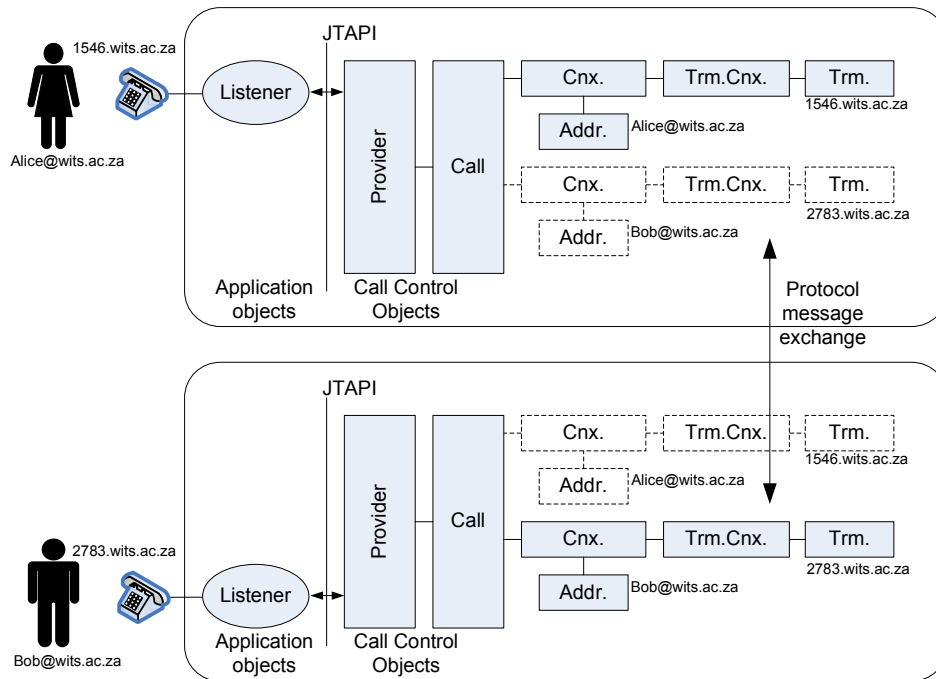 JTAPI
1546.wits.ac.za
Alice@wits.ac.za
Listener
Provider
Call
Cnx.
Trm.Cnx.
Trm.
1546.wits.ac.za
Addr.
Alice@wits.ac.za
Cnx.
Trm.Cnx.
Trm.
2783.wits.ac.za
Addr.
Bob@wits.ac.za
Application
objects
Call Control
Objects
Protocol
message
exchange
JTAPI
2783.wits.ac.za
Bob@wits.ac.za
Listener
Provider
Call
Cnx.
Trm.Cnx.
Trm.
1546.wits.ac.za
Addr.
Alice@wits.ac.za
Cnx.
Trm.Cnx.
Trm.
2783.wits.ac.za
Addr.
Bob@wits.ac.za
Application
objects
Call Control
Objects